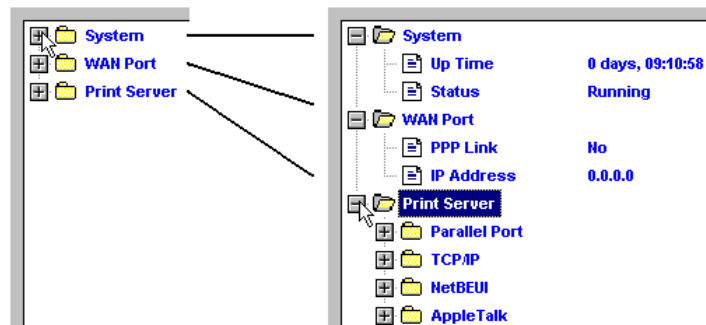 System
WAN Port
Print Server
System
Up Time 0 days, 09:10:58
Status Running
WAN Port
PPP Link No
IP Address 0.0.0.0
Print Server
Parallel Port
TCP/IP
NetBEUI
AppleTalk